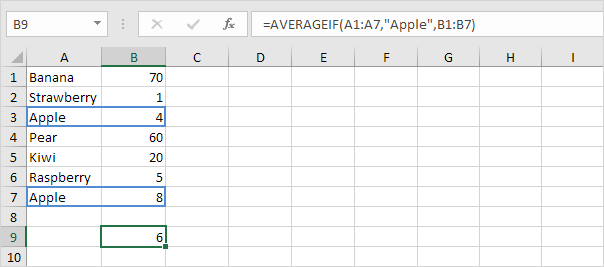 B9 fx =AVERAGEIF(A1:A7,"Apple",B1:B7)
A B C D E F G H I
1 Banana 70
2 Strawberry 1
3 Apple 4
4 Pear 60
5 Kiwi 20
6 Raspberry 5
7 Apple 8
8
9 6
10